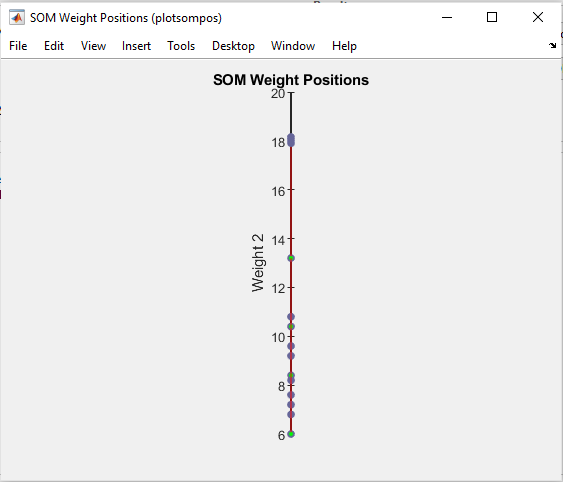 SOM Weight Positions (plotsompos)
File Edit View Insert Tools Desktop Window Help
SOM Weight Positions
20
18
16
14
Weight 2
12
10
8
6